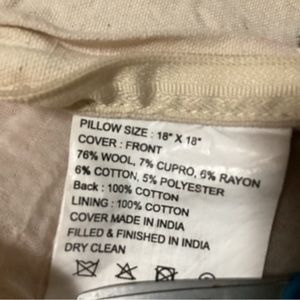 PILLOW SIZE : 18" X 18"
COVER : FRONT
76% WOOL, 7% CUPRO, 6% RAYON
6% COTTON, 5% POLYESTER
Back : 100% COTTON
LINING : 100% COTTON
COVER MADE IN INDIA
FILLED & FINISHED IN INDIA
DRY CLEAN